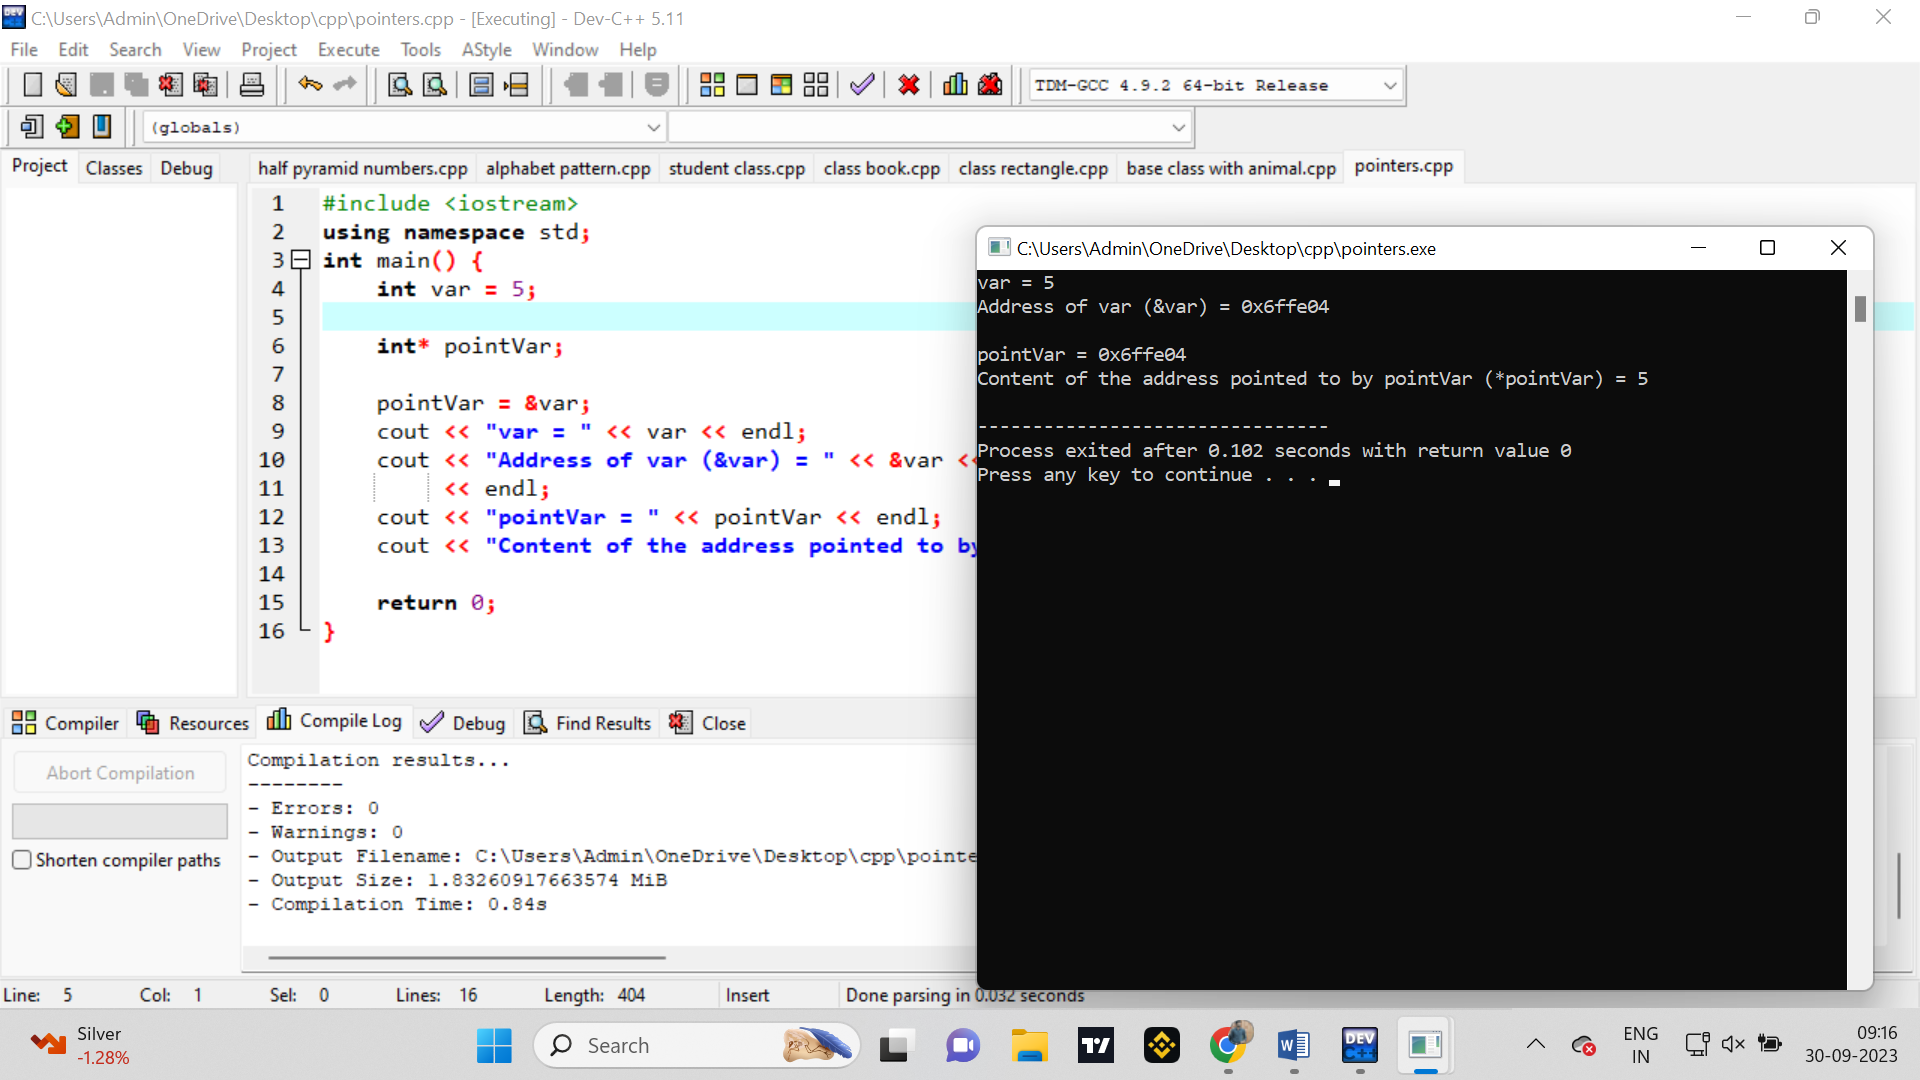 C:\Users\Admin\OneDrive\Desktop\cpp\pointers.cpp - [Executing] - Dev-C++ 5.11
File Edit Search View Project Execute Tools AStyle Window Help
TDM-GCC 4.9.2 64-bit Release
(globals)
Project Classes Debug
half pyramid numbers.cpp alphabet pattern.cpp student class.cpp class book.cpp class rectangle.cpp base class with animal.cpp pointers.cpp
1 #include <iostream>
2 using namespace std;
3 int main() {
4 int var = 5;
5
6 int* pointVar;
7
8 pointVar = &var;
9 cout << "var = " << var << endl;
10 cout << "Address of var (&var) = " << &var <<
11 << endl;
12 cout << "pointVar = " << pointVar << endl;
13 cout << "Content of the address pointed to by
14
15 return 0;
16 }
C:\Users\Admin\OneDrive\Desktop\cpp\pointers.exe
var = 5
Address of var (&var) = 0x6ffe04
pointVar = 0x6ffe04
Content of the address pointed to by pointVar (*pointVar) = 5
--------------------------------
Process exited after 0.102 seconds with return value 0
Press any key to continue . . .
Compiler Resources Compile Log Debug Find Results Close
Abort Compilation
Shorten compiler paths
Compilation results...
--------
- Errors: 0
- Warnings: 0
- Output Filename: C:\Users\Admin\OneDrive\Desktop\cpp\pointe
- Output Size: 1.83260917663574 MiB
- Compilation Time: 0.84s
Line: 5 Col: 1 Sel: 0 Lines: 16 Length: 404 Insert Done parsing in 0.032 seconds
Silver
-1.28%
Search
DEV
C++
ENG
IN
09:16
30-09-2023